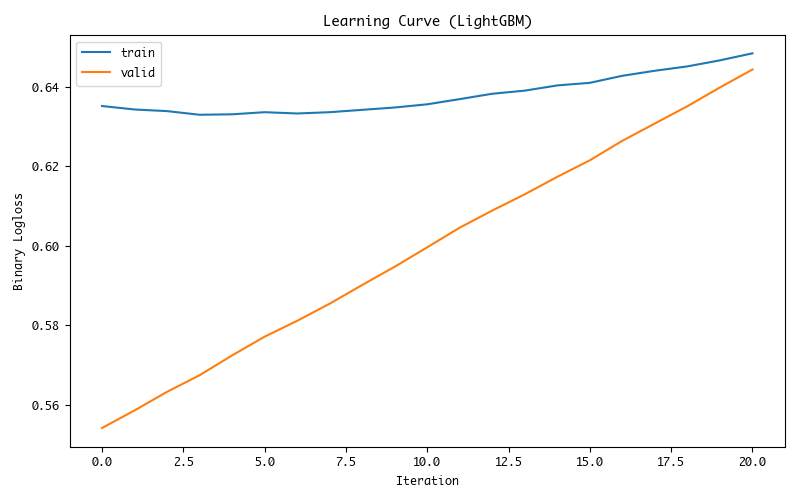 Learning Curve (LightGBM)
train
valid
0.64
0.62
0.60
0.58
0.56
Binary Logloss
0.0 2.5 5.0 7.5 10.0 12.5 15.0 17.5 20.0
Iteration